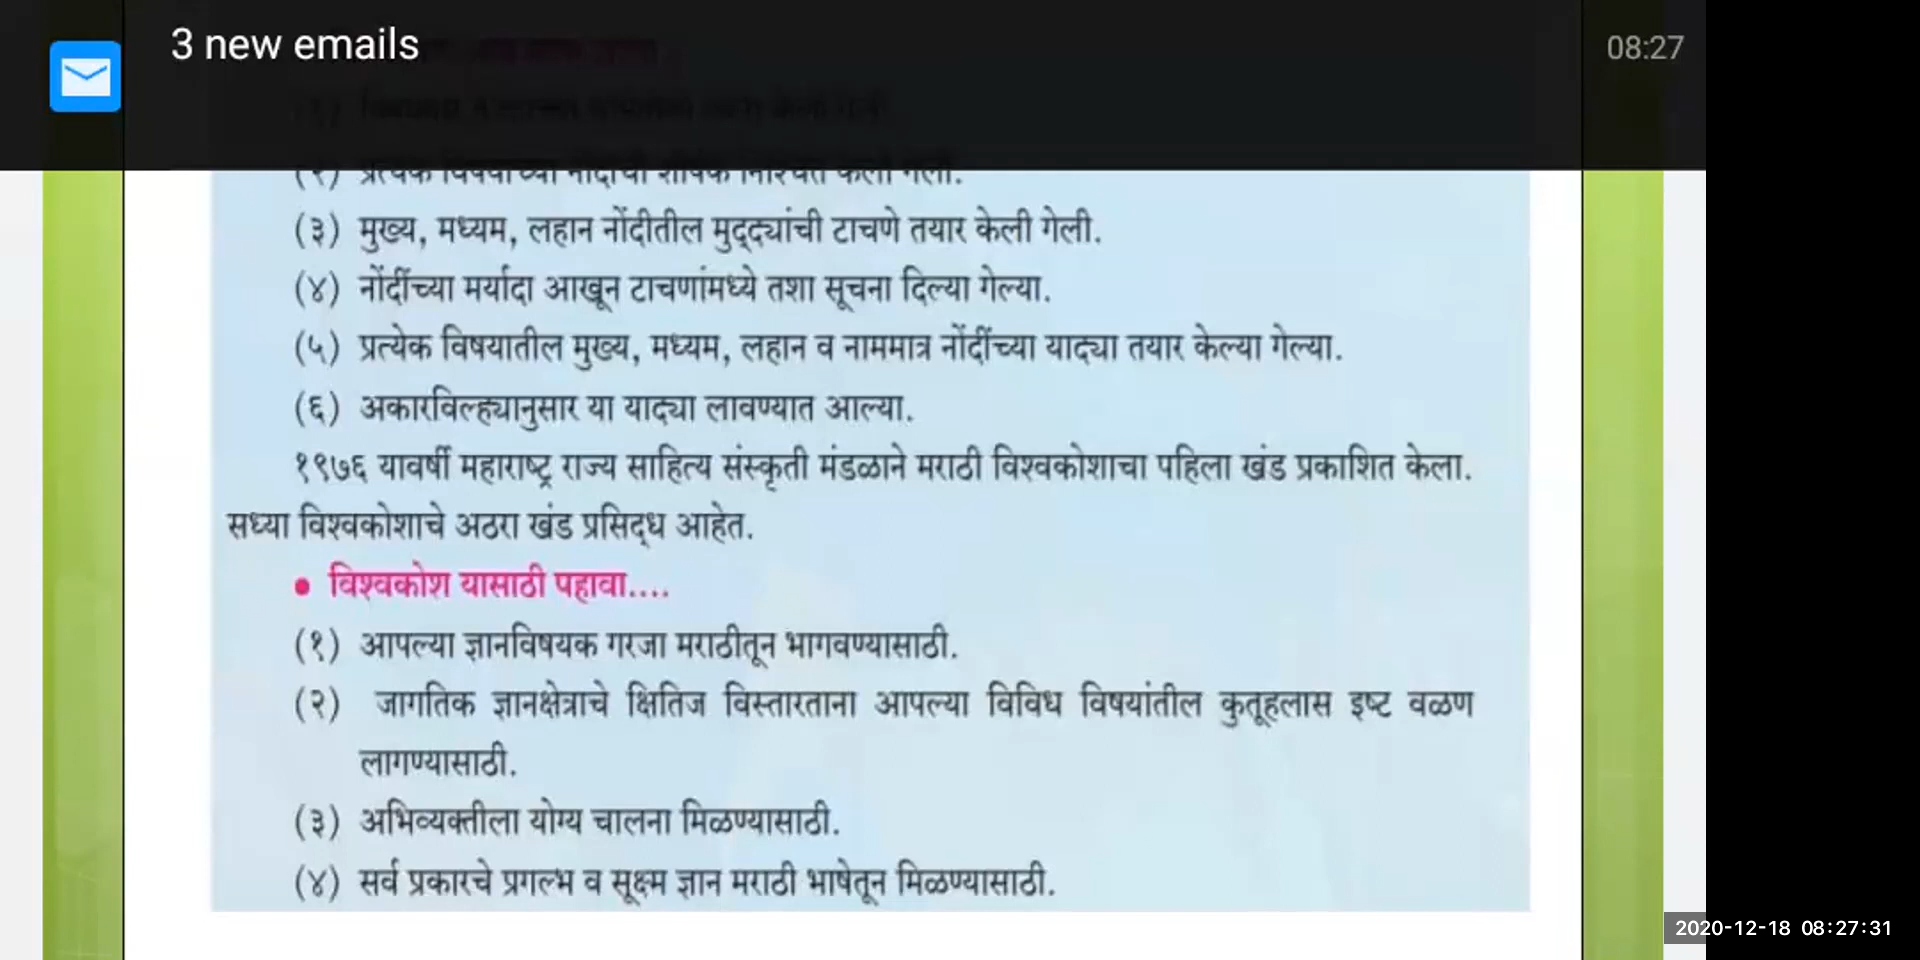 3 new emails
08:27
(२) प्रत्येक विषयाच्या नोंदींची शीर्षके निश्चित केली गेली.
(३) मुख्य, मध्यम, लहान नोंदीतील मुद्द्यांची टाचणे तयार केली गेली.
(४) नोंदींच्या मर्यादा आखून टाचणांमध्ये तशा सूचना दिल्या गेल्या.
(५) प्रत्येक विषयातील मुख्य, मध्यम, लहान व नाममात्र नोंदींच्या याद्या तयार केल्या गेल्या.
(६) अकारविल्ह्यानुसार या याद्या लावण्यात आल्या.
१९७६ यावर्षी महाराष्ट्र राज्य साहित्य संस्कृती मंडळाने मराठी विश्वकोशाचा पहिला खंड प्रकाशित केला.
सध्या विश्वकोशाचे अठरा खंड प्रसिद्ध आहेत.
• विश्वकोश यासाठी पहावा....
(१) आपल्या ज्ञानविषयक गरजा मराठीतून भागवण्यासाठी.
(२) जागतिक ज्ञानक्षेत्राचे क्षितिज विस्तारताना आपल्या विविध विषयांतील कुतूहलास इष्ट वळण
लागण्यासाठी.
(३) अभिव्यक्तीला योग्य चालना मिळण्यासाठी.
(४) सर्व प्रकारचे प्रगल्भ व सूक्ष्म ज्ञान मराठी भाषेतून मिळण्यासाठी.
2020-12-18 08:27:31